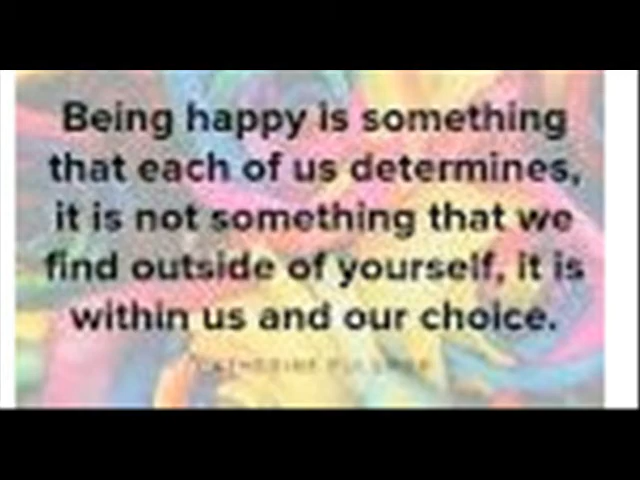 Being happy is something
that each of us determines,
it is not something that we
find outside of yourself, it is
within us and our choice.